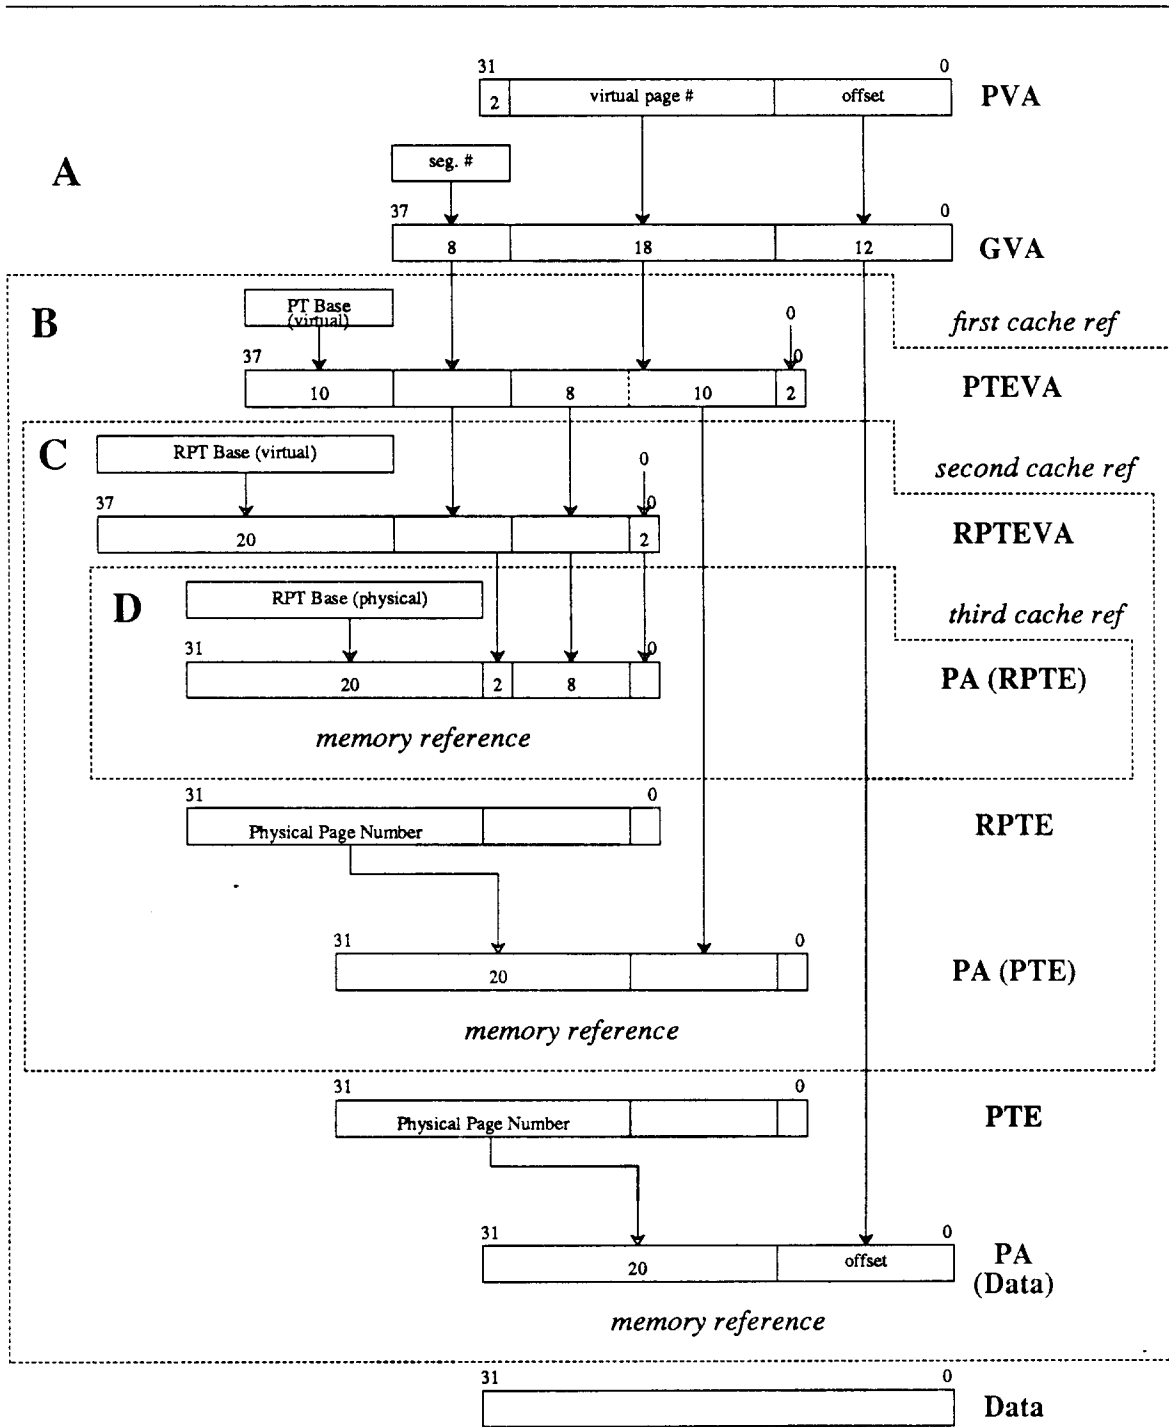 31 0
2 virtual page # offset PVA
seg. #
A
37 0
8 18 12 GVA
B PT Base
(virtual)
0
first cache ref
37 0
10 8 10 2 PTEVA
C RPT Base (virtual)
0
second cache ref
37 0
20 2 RPTEVA
D RPT Base (physical)
third cache ref
31 0
20 2 8 PA (RPTE)
memory reference
31 0
Physical Page Number RPTE
31 0
20 PA (PTE)
memory reference
31 0
Physical Page Number PTE
31 0
20 offset PA
(Data)
memory reference
31 0
Data